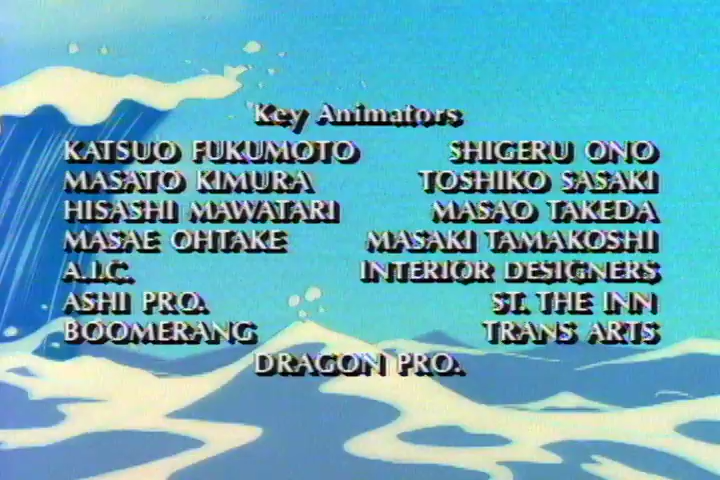 Key Animators
KATSUO FUKUMOTO SHIGERU ONO
MASATO KIMURA TOSHIKO SASAKI
HISASHI MAWATARI MASAO TAKEDA
MASAE OHTAKE MASAKI TAMAKOSHI
A.I.C. INTERIOR DESIGNERS
ASHI PRO. ST. THE INN
BOOMERANG TRANS ARTS
DRAGON PRO.